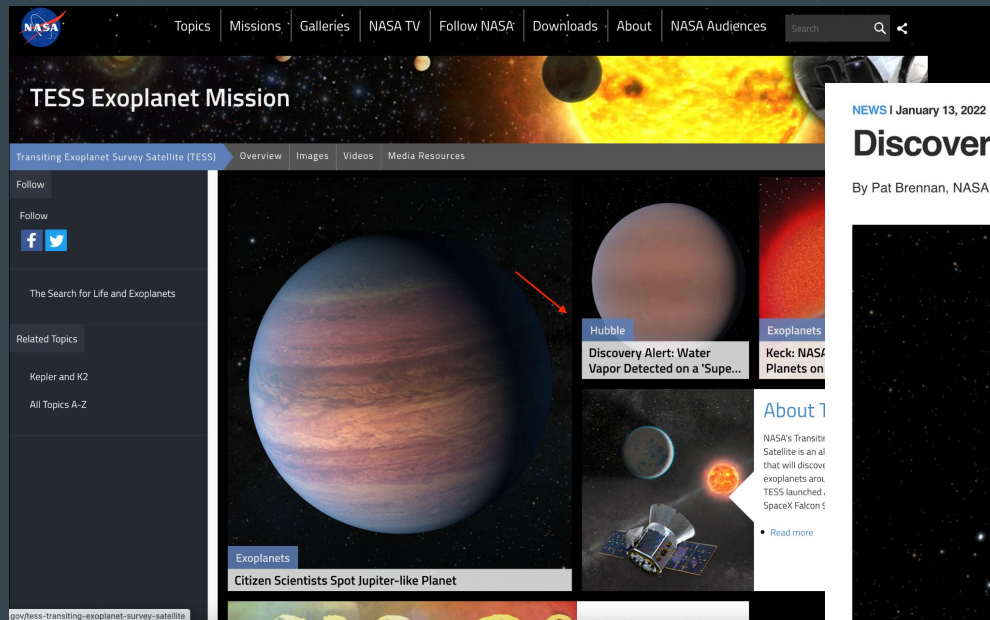 NASA
Topics
Missions
Galleries
NASA TV
Follow NASA
Downloads
About
NASA Audiences
Search
TESS Exoplanet Mission
Transiting Exoplanet Survey Satellite (TESS)
Overview
Images
Videos
Media Resources
Follow
Follow
The Search for Life and Exoplanets
Related Topics
Kepler and K2
All Topics A-Z
Exoplanets
Citizen Scientists Spot Jupiter-like Planet
Hubble
Discovery Alert: Water
Vapor Detected on a 'Supe...
Exoplanets
Keck: NASA
Planets on
About T
NASA's Transitin
Satellite is an al
that will discove
exoplanets arou
TESS launched
SpaceX Falcon 9
Read more
NEWS | January 13, 2022
Discover
By Pat Brennan, NASA
gov/tess-transiting-exoplanet-survey-satellite